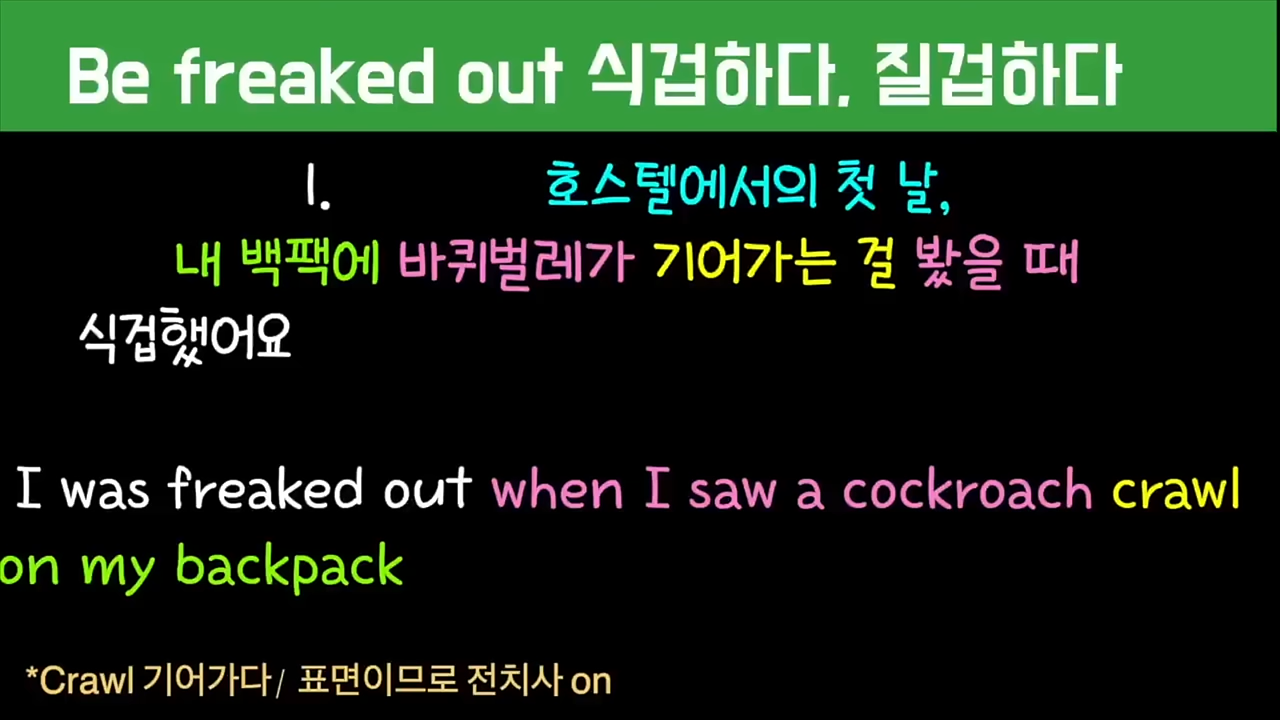 Be freaked out 식겁하다, 질겁하다
1. 호스텔에서의 첫 날,
내 백팩에 바퀴벌레가 기어가는 걸 봤을 때
식겁했어요
I was freaked out when I saw a cockroach crawl
on my backpack
*Crawl 기어가다/ 표면이므로 전치사 on